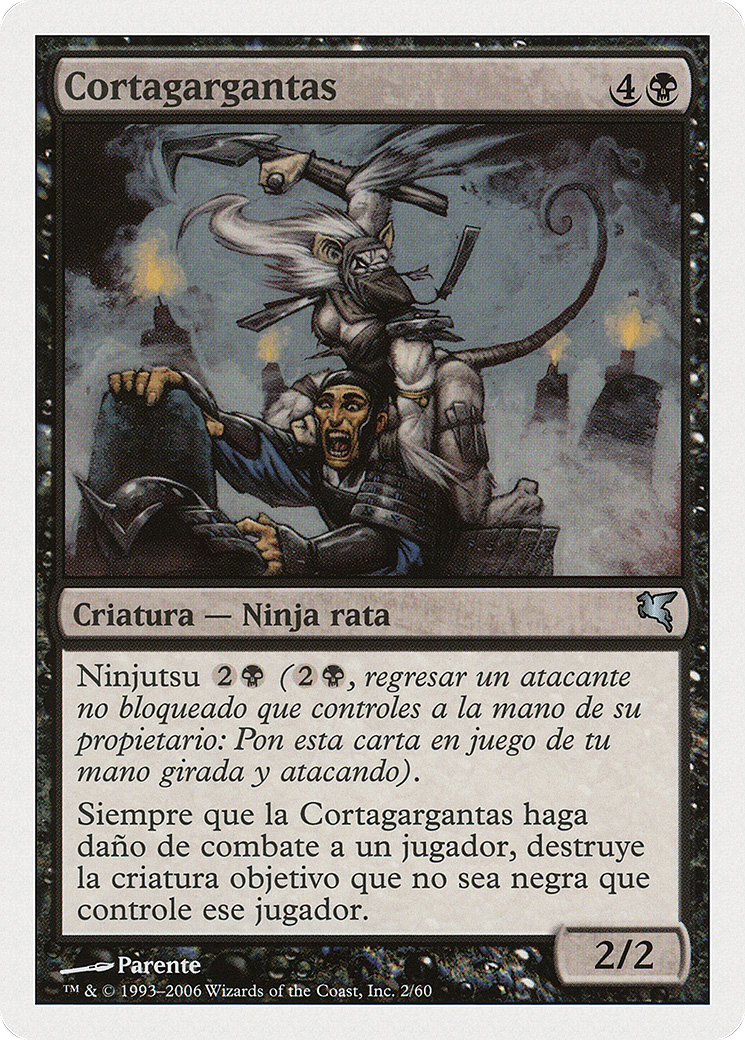 Cortagargantas 4
Criatura — Ninja rata
Ninjutsu 2 (2, regresar un atacante
no bloqueado que controles a la mano de su
propietario: Pon esta carta en juego de tu
mano girada y atacando).
Siempre que la Cortagargantas haga
daño de combate a un jugador, destruye
la criatura objetivo que no sea negra que
controle ese jugador.
2/2
Parente
™ & © 1993–2006 Wizards of the Coast, Inc. 2/60